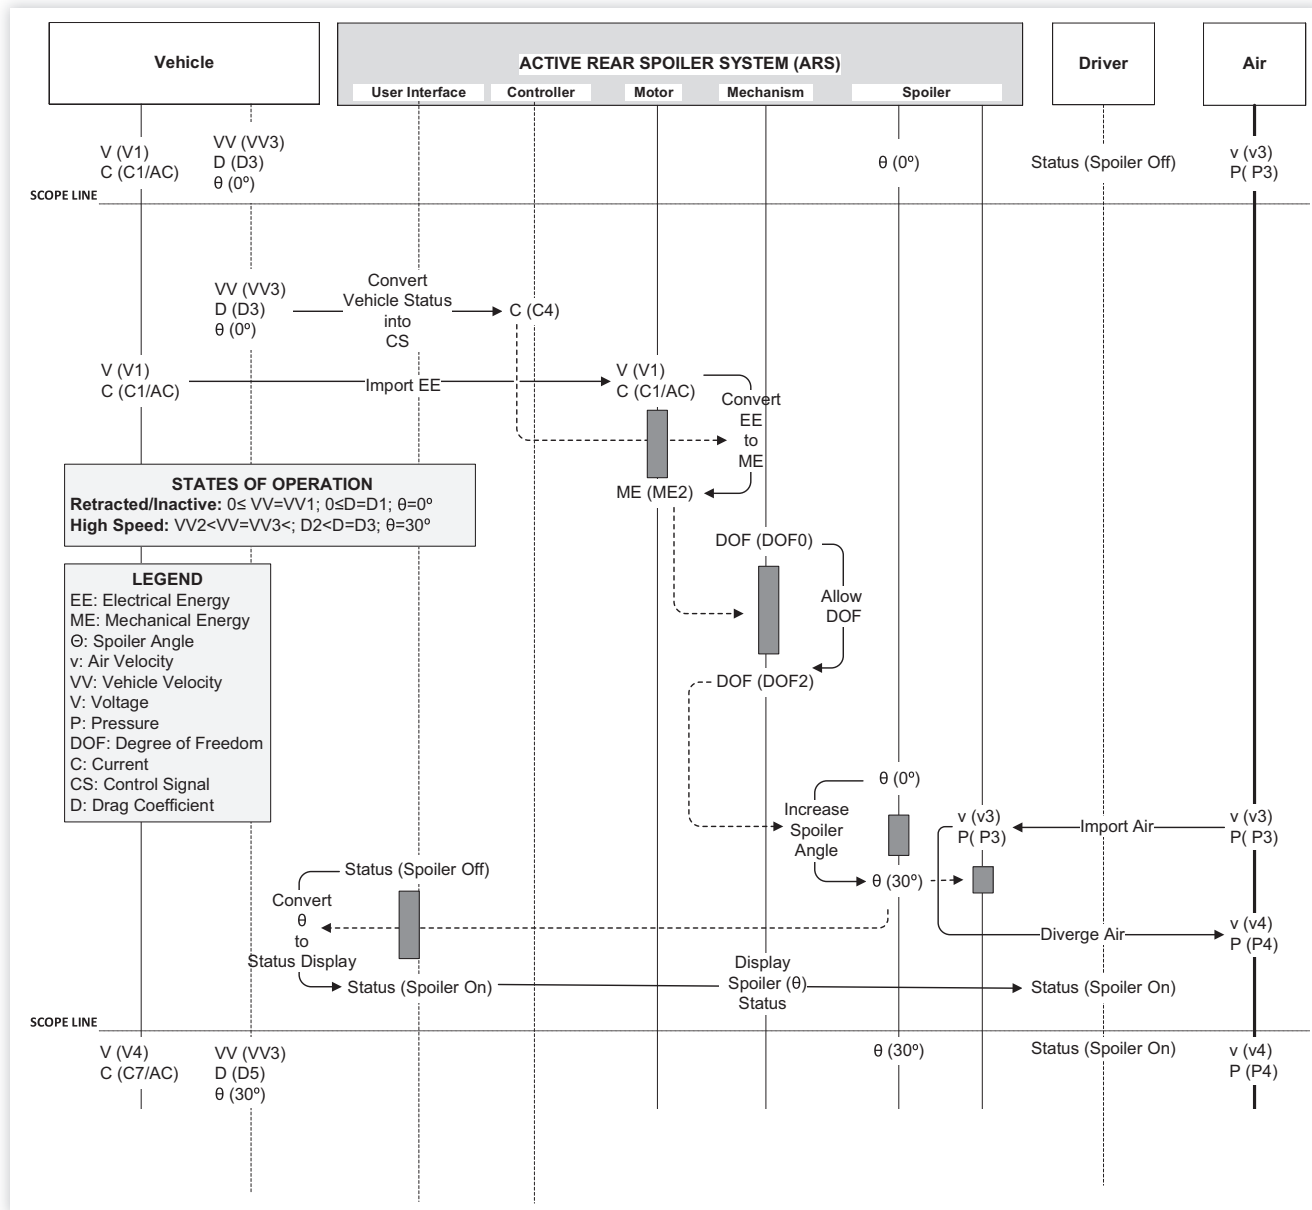 Vehicle
ACTIVE REAR SPOILER SYSTEM (ARS)
User Interface
Controller
Motor
Mechanism
Spoiler
Driver
Air
V (V1)
C (C1/AC)
VV (VV3)
D (D3)
θ (0º)
θ (0º)
Status (Spoiler Off)
v (v3)
P( P3)
SCOPE LINE
VV (VV3)
D (D3)
θ (0º)
Convert
Vehicle Status
into
CS
C (C4)
V (V1)
C (C1/AC)
Import EE
V (V1)
C (C1/AC)
Convert
EE
to
ME
ME (ME2)
STATES OF OPERATION
Retracted/Inactive: 0≤ VV=VV1; 0≤D=D1; θ=0º
High Speed: VV2<VV=VV3<; D2<D=D3; θ=30º
DOF (DOF0)
Allow
DOF
DOF (DOF2)
LEGEND
EE: Electrical Energy
ME: Mechanical Energy
Θ: Spoiler Angle
v: Air Velocity
VV: Vehicle Velocity
V: Voltage
P: Pressure
DOF: Degree of Freedom
C: Current
CS: Control Signal
D: Drag Coefficient
θ (0º)
Increase
Spoiler
Angle
θ (30º)
v (v3)
P( P3)
Import Air
v (v3)
P( P3)
Status (Spoiler Off)
Convert
θ
to
Status Display
Status (Spoiler On)
Diverge Air
v (v4)
P (P4)
Display
Spoiler (θ)
Status
Status (Spoiler On)
SCOPE LINE
V (V4)
C (C7/AC)
VV (VV3)
D (D5)
θ (30º)
θ (30º)
Status (Spoiler On)
v (v4)
P (P4)